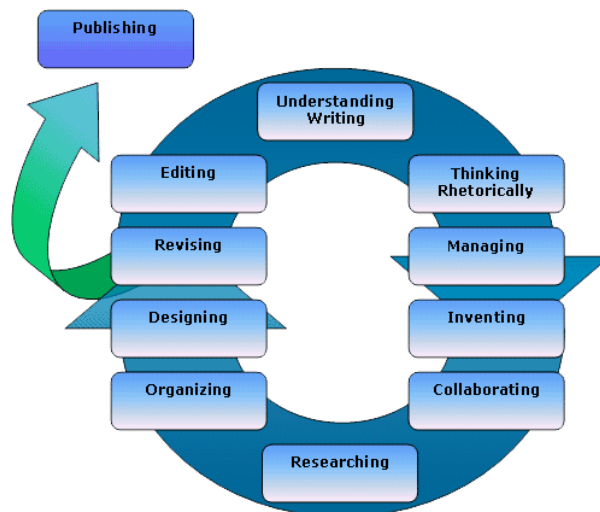 Publishing
Understanding
Writing
Editing
Thinking
Rhetorically
Revising
Managing
Designing
Inventing
Organizing
Collaborating
Researching